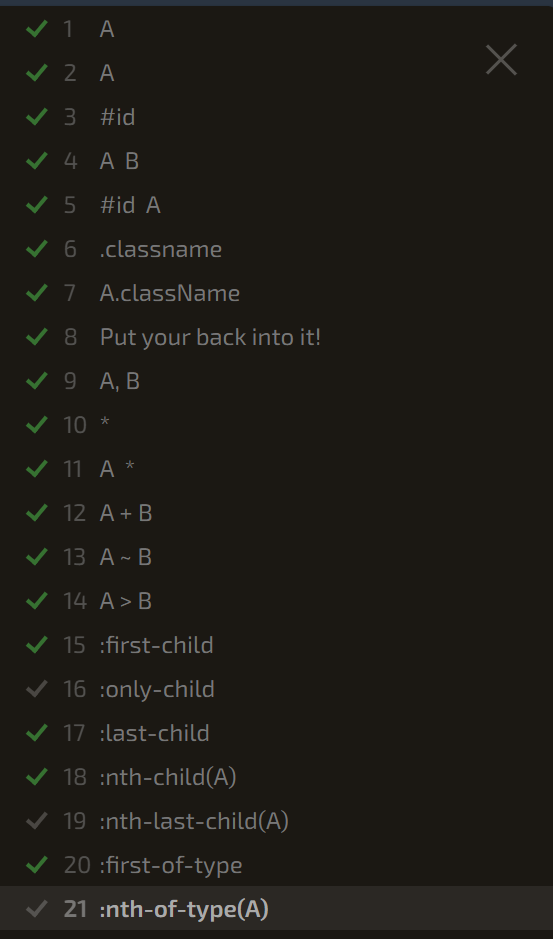 1 A
2 A
3 #id
4 A B
5 #id A
6 .classname
7 A.className
8 Put your back into it!
9 A, B
10 *
11 A *
12 A + B
13 A ~ B
14 A > B
15 :first-child
16 :only-child
17 :last-child
18 :nth-child(A)
19 :nth-last-child(A)
20 :first-of-type
21 :nth-of-type(A)